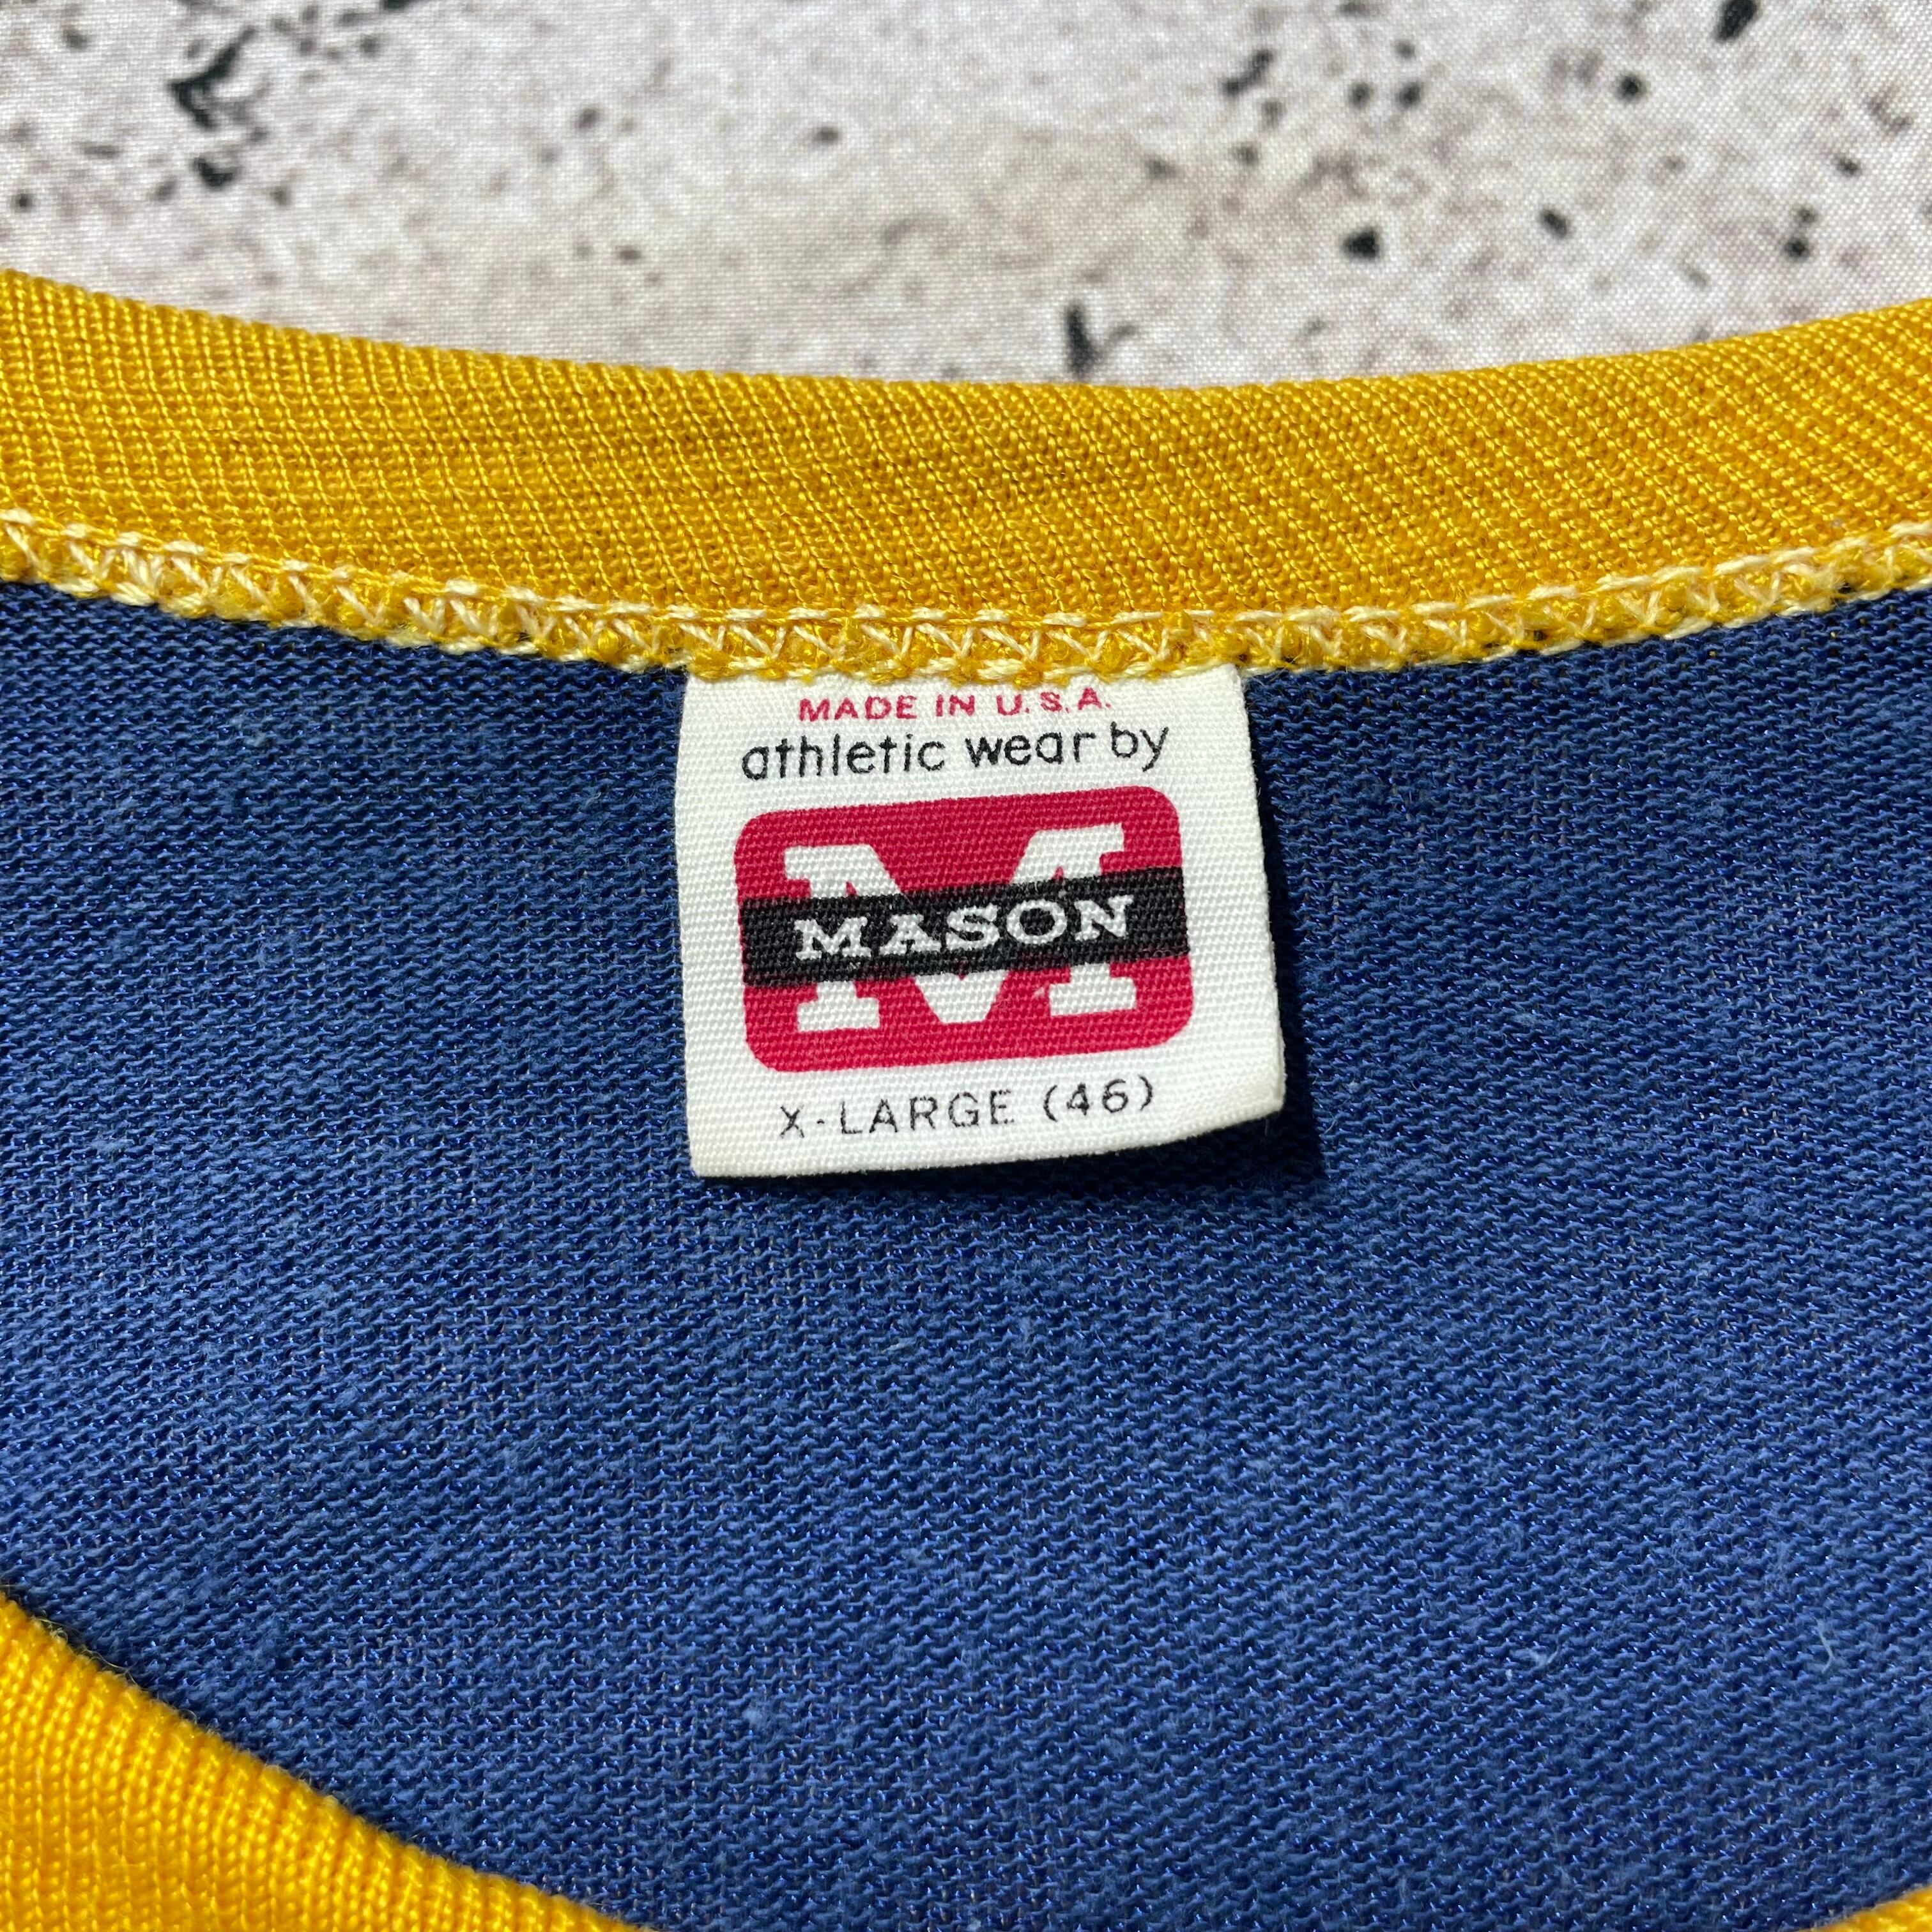 MADE IN U.S.A.
athletic wear by
M
MASON
X-LARGE (46)